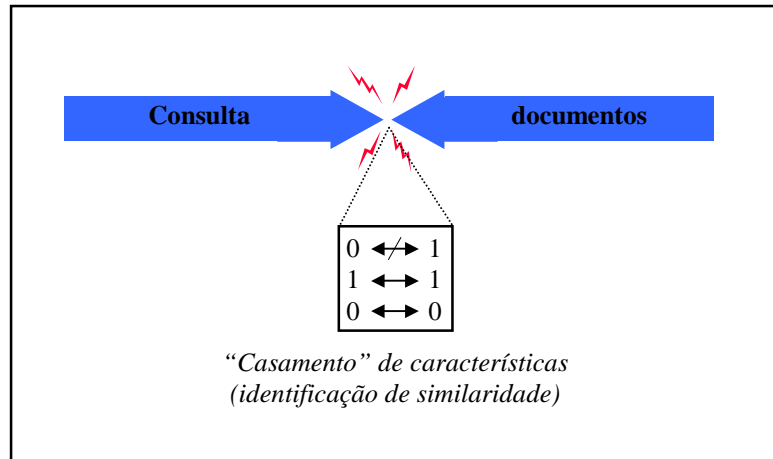 Consulta documentos
0 1
1 1
0 0
“Casamento” de características
(identificação de similaridade)